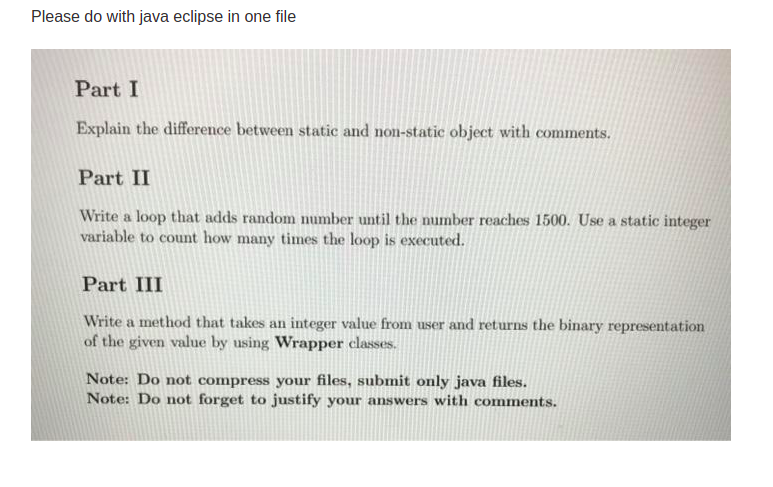 Please do with java eclipse in one file
Part I
Explain the difference between static and non-static object with comments.
Part II
Write a loop that adds random number until the number reaches 1500. Use a static integer
variable to count how many times the loop is executed.
Part III
Write a method that takes an integer value from user and returns the binary representation
of the given value by using Wrapper classes.
Note: Do not compress your files, submit only java files.
Note: Do not forget to justify your answers with comments.